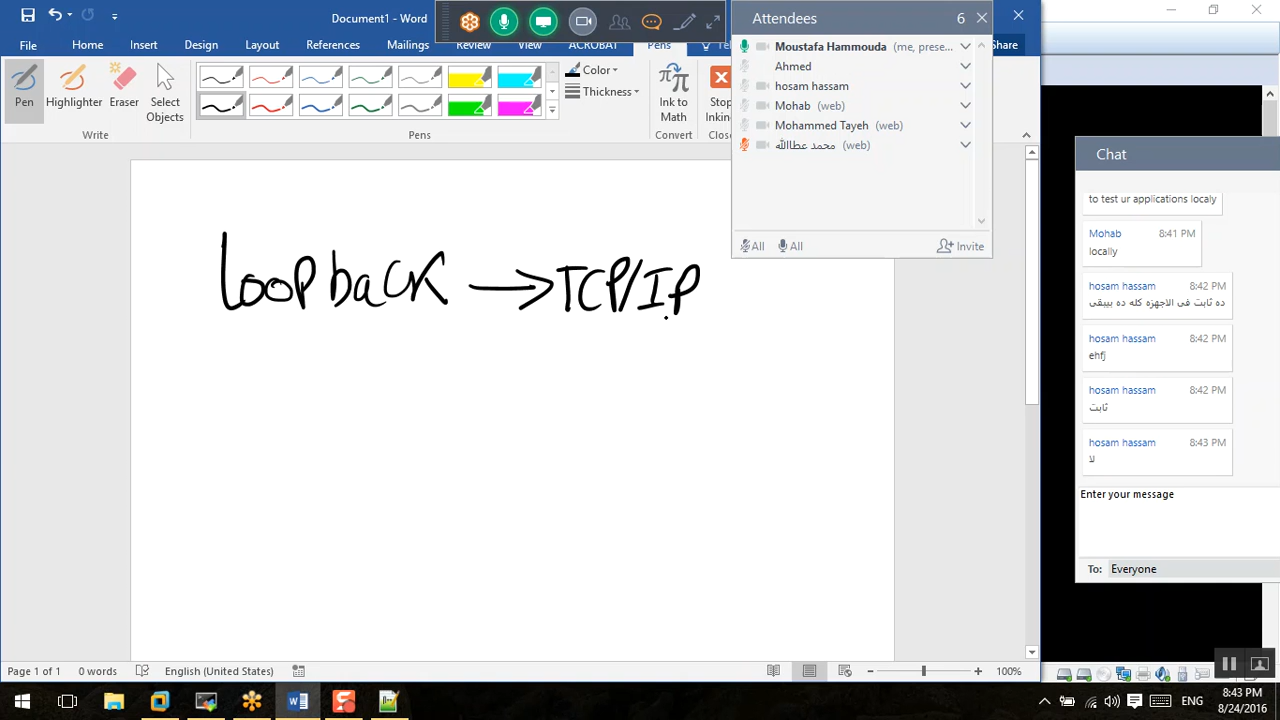 Document1 - Word
Attendees 6
File Home Insert Design Layout References Mailings Review View ACROBAT Pens Share
Pen Highlighter Eraser Select Objects
Color
Thickness
Ink to Math
Stop Inking
Write Pens Convert
Moustafa Hammouda (me, prese...
Ahmed
hosam hassam
Mohab (web)
Mohammed Tayeh (web)
محمد عطاالله (web)
All All Invite
Loopback → TCP/IP
Chat
to test ur applications localy
Mohab 8:41 PM
locally
hosam hassam 8:42 PM
ده ثابت فى الاجهزه كله ده بيبقى
hosam hassam 8:42 PM
ehfj
hosam hassam 8:42 PM
ثابت
hosam hassam 8:43 PM
لا
Enter your message
To: Everyone
Page 1 of 1 0 words English (United States) 100%
ENG 8:43 PM
8/24/2016